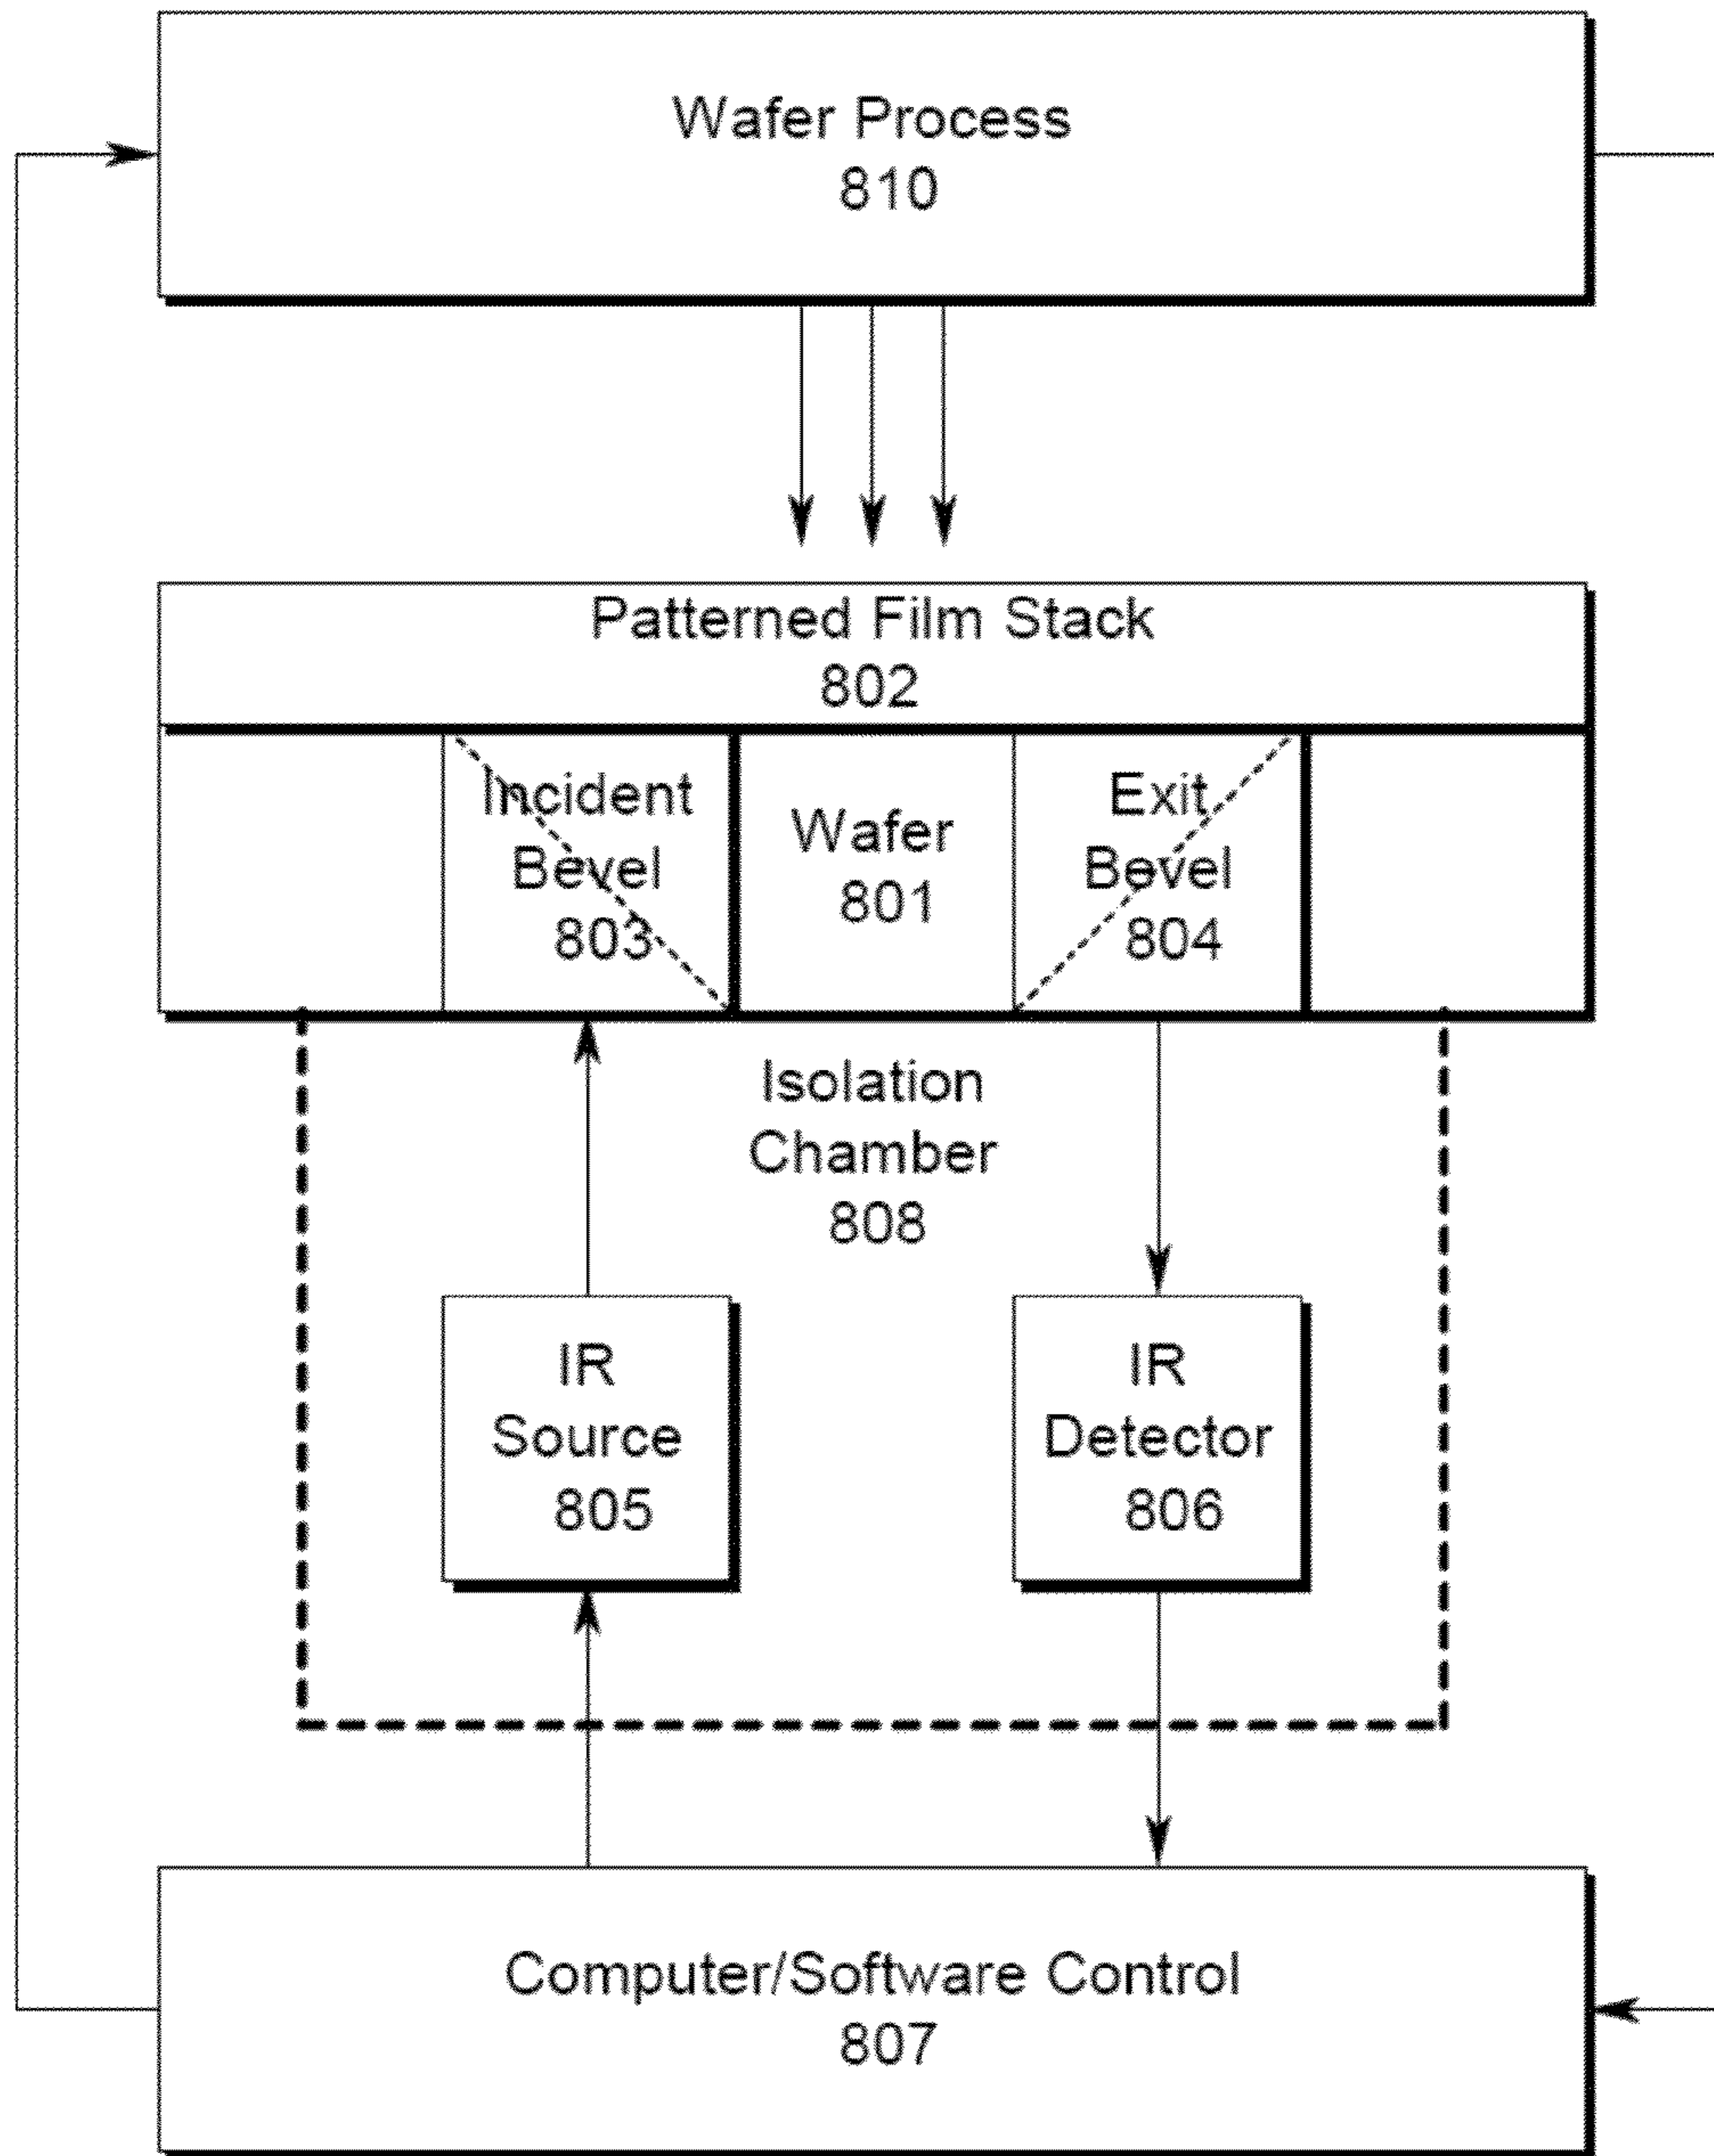 Wafer Process
810
Patterned Film Stack
802
Incident
Bevel
803
Wafer
801
Exit
Bevel
804
Isolation
Chamber
808
IR
Source
805
IR
Detector
806
Computer/Software Control
807